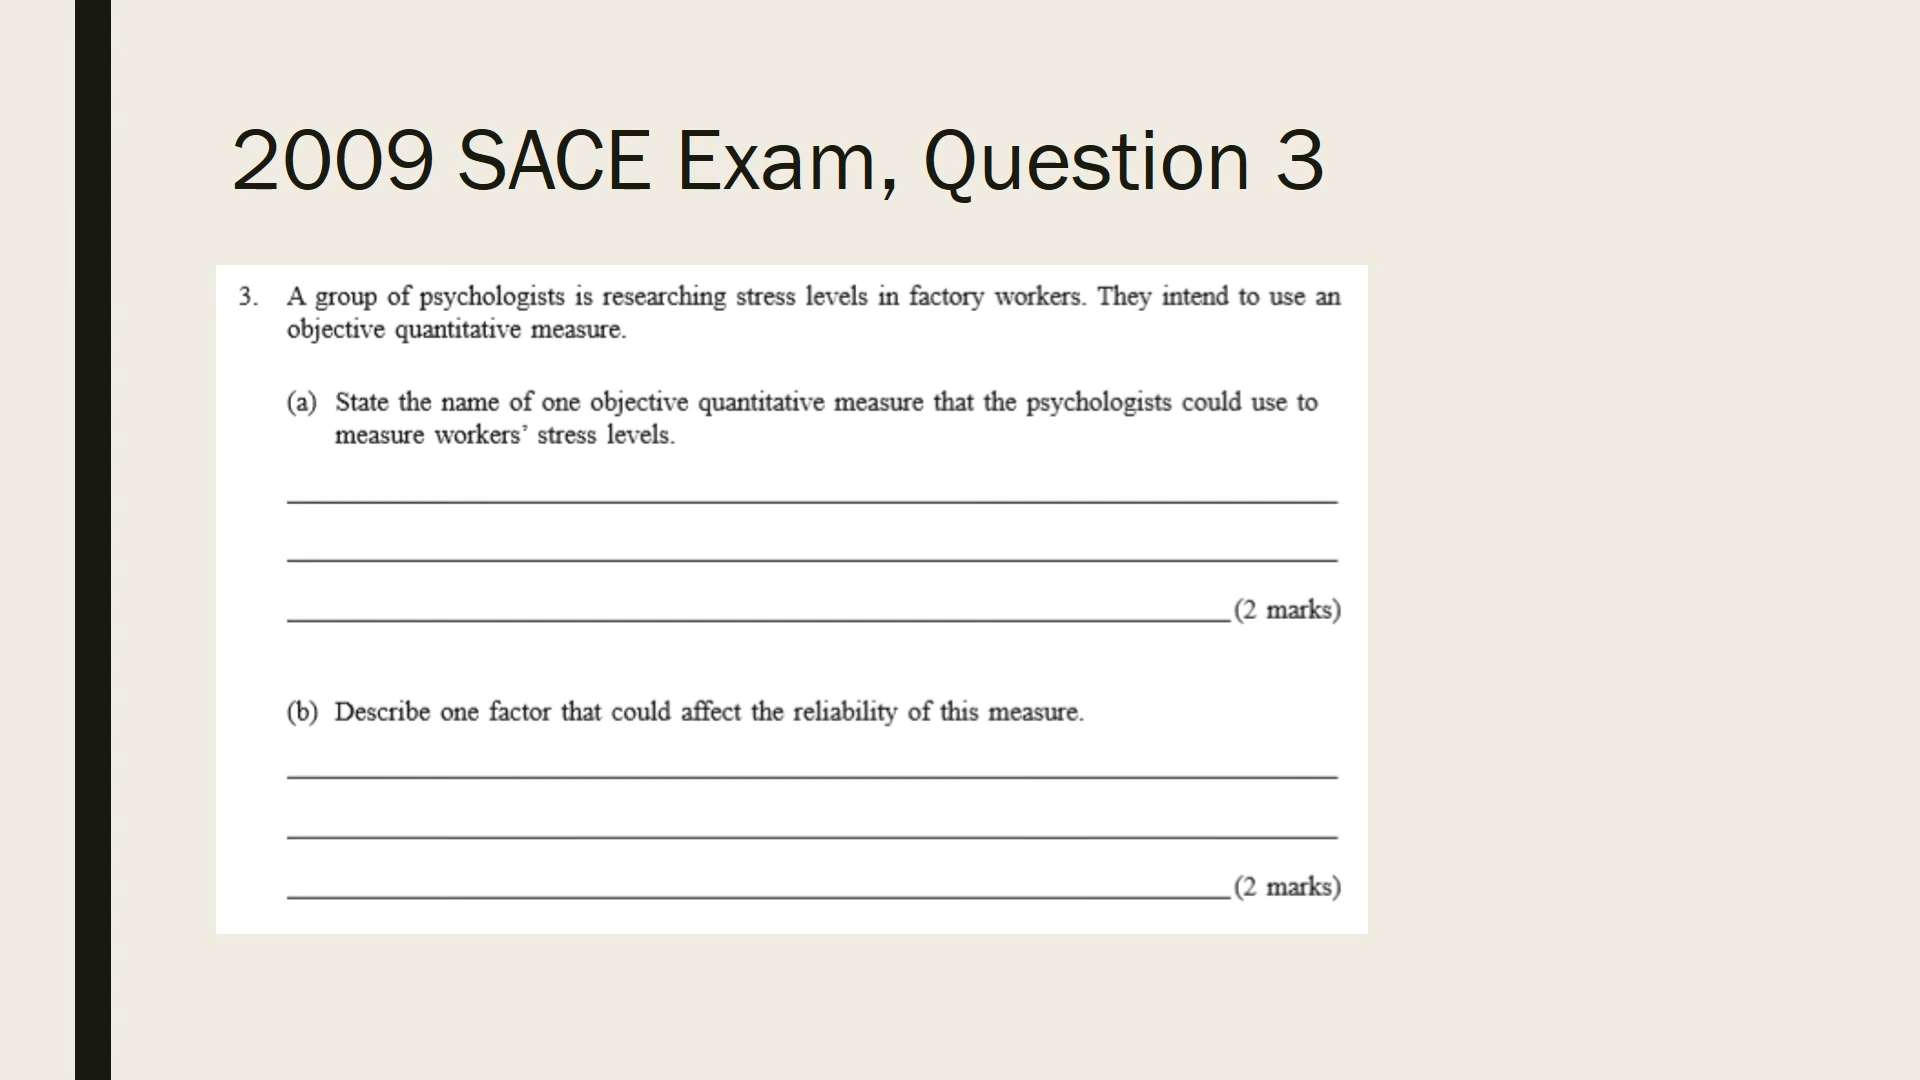 2009 SACE Exam, Question 3
3. A group of psychologists is researching stress levels in factory workers. They intend to use an
objective quantitative measure.
(a) State the name of one objective quantitative measure that the psychologists could use to
measure workers’ stress levels.
(2 marks)
(b) Describe one factor that could affect the reliability of this measure.
(2 marks)